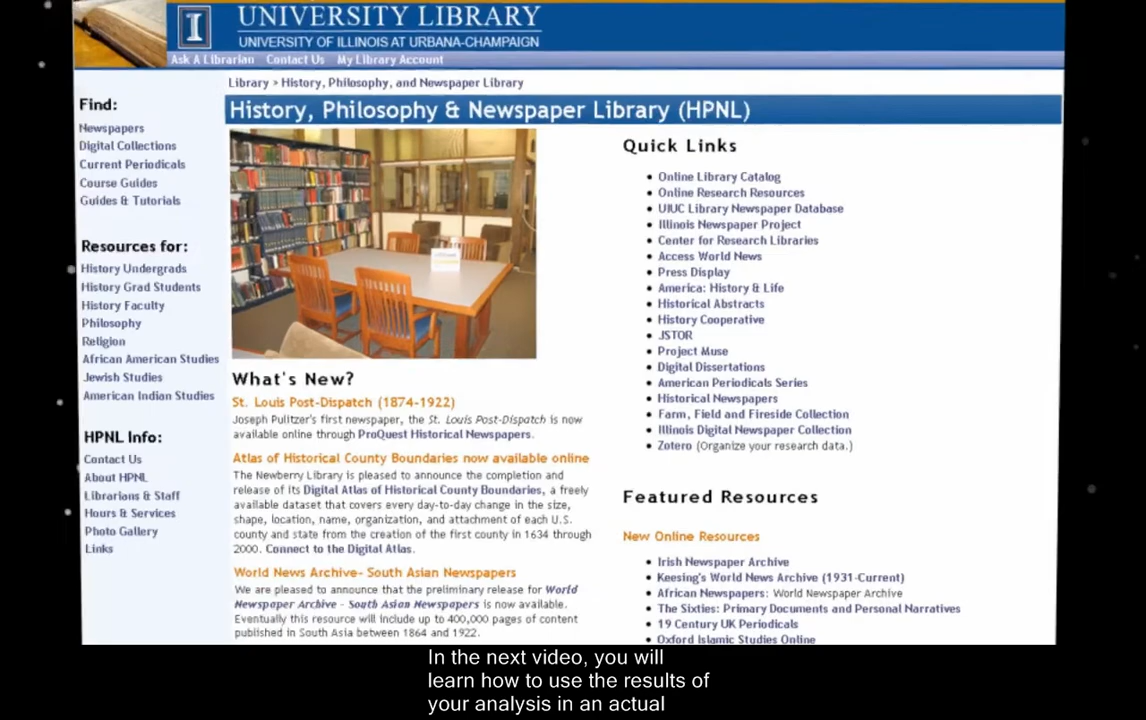 UNIVERSITY LIBRARY
UNIVERSITY OF ILLINOIS AT URBANA-CHAMPAIGN
Ask A Librarian Contact Us My Library Account
Library > History, Philosophy, and Newspaper Library
History, Philosophy & Newspaper Library (HPNL)
Find:
Newspapers
Digital Collections
Current Periodicals
Course Guides
Guides & Tutorials
Resources for:
History Undergrads
History Grad Students
History Faculty
Philosophy
Religion
African American Studies
Jewish Studies
American Indian Studies
HPNL Info:
Contact Us
About HPNL
Librarians & Staff
Hours & Services
Photo Gallery
Links
What's New?
St. Louis Post-Dispatch (1874-1922)
Joseph Pulitzer's first newspaper, the St. Louis Post-Dispatch is now
available online through ProQuest Historical Newspapers.
Atlas of Historical County Boundaries now available online
The Newberry Library is pleased to announce the completion and
release of its Digital Atlas of Historical County Boundaries, a freely
available dataset that covers every day-to-day change in the size,
shape, location, name, organization, and attachment of each U.S.
county and state from the creation of the first county in 1634 through
2000. Connect to the Digital Atlas.
World News Archive- South Asian Newspapers
We are pleased to announce that the preliminary release for World
Newspaper Archive - South Asian Newspapers is now available.
Eventually this resource will include up to 400,000 pages of content
published in South Asia between 1864 and 1922.
Quick Links
Online Library Catalog
Online Research Resources
UIUC Library Newspaper Database
Illinois Newspaper Project
Center for Research Libraries
Access World News
Press Display
America: History & Life
Historical Abstracts
History Cooperative
JSTOR
Project Muse
Digital Dissertations
American Periodicals Series
Historical Newspapers
Farm, Field and Fireside Collection
Illinois Digital Newspaper Collection
Zotero (Organize your research data.)
Featured Resources
New Online Resources
Irish Newspaper Archive
Keesing's World News Archive (1931-Current)
African Newspapers: World Newspaper Archive
The Sixties: Primary Documents and Personal Narratives
19 Century UK Periodicals
Oxford Islamic Studies Online
In the next video, you will
learn how to use the results of
your analysis in an actual